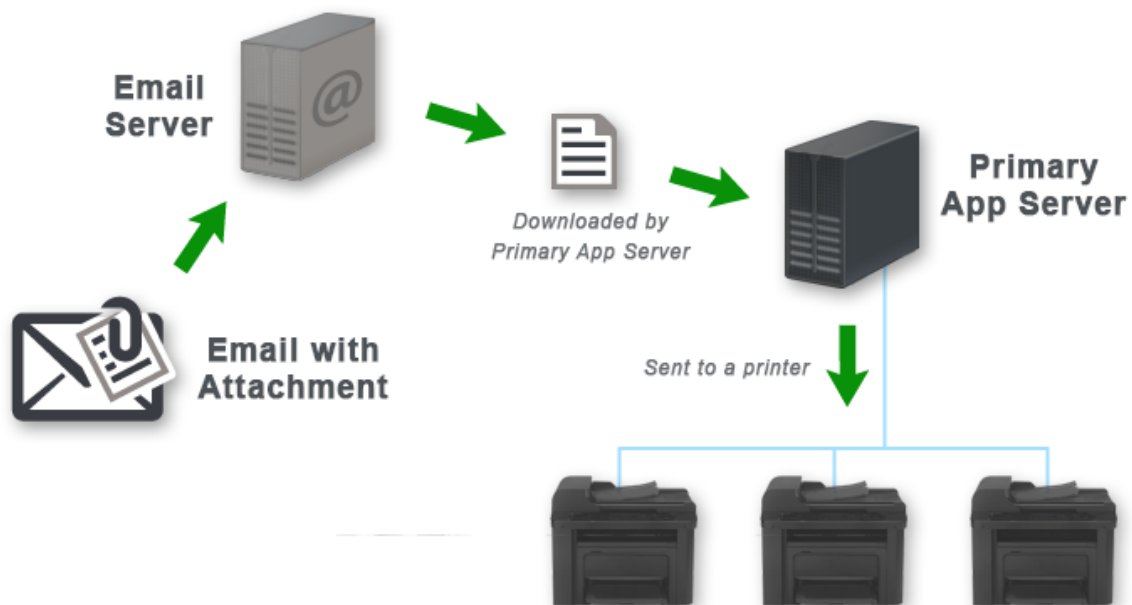 Email
Server
@
Downloaded by
Primary App Server
Primary
App Server
Email with
Attachment
Sent to a printer